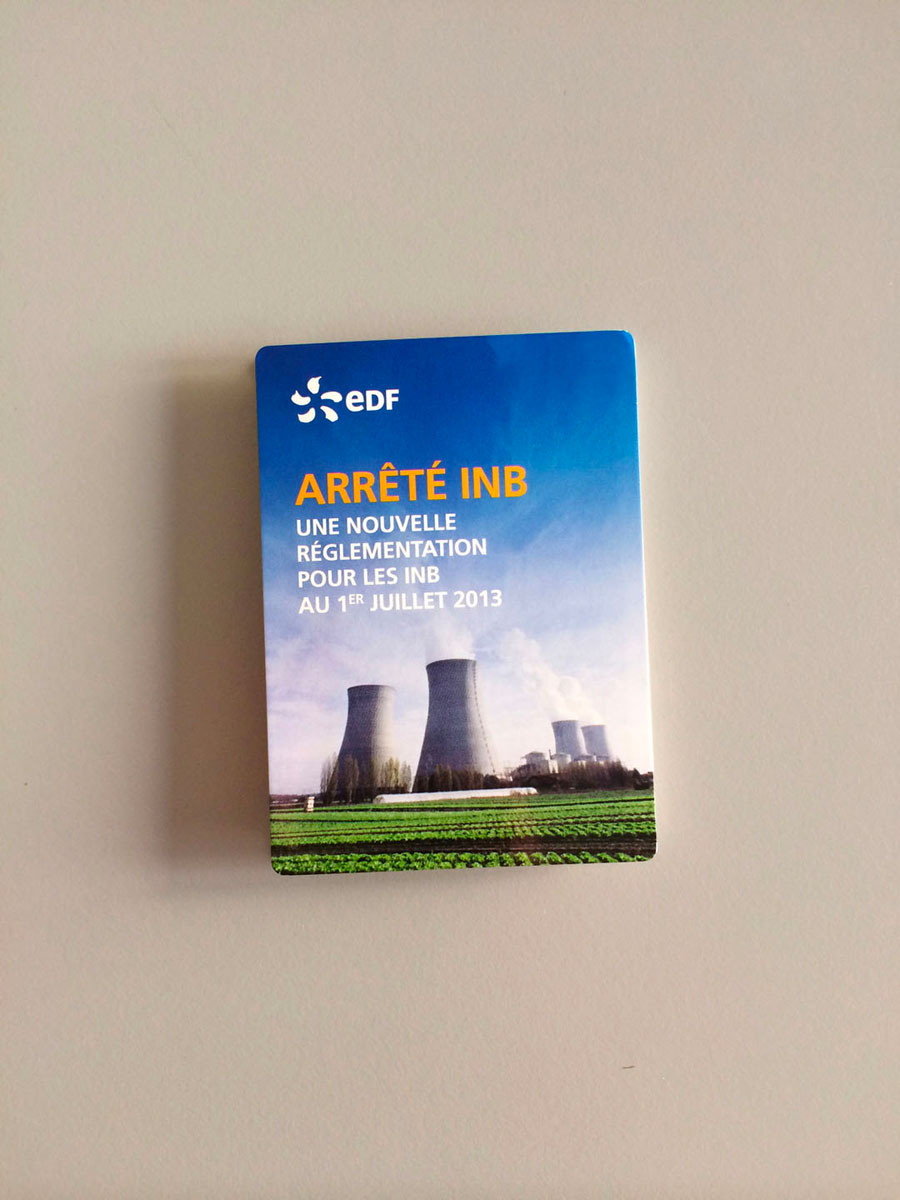 eDF
ARRÊTÉ INB
UNE NOUVELLE
RÉGLEMENTATION
POUR LES INB
AU 1ER JUILLET 2013